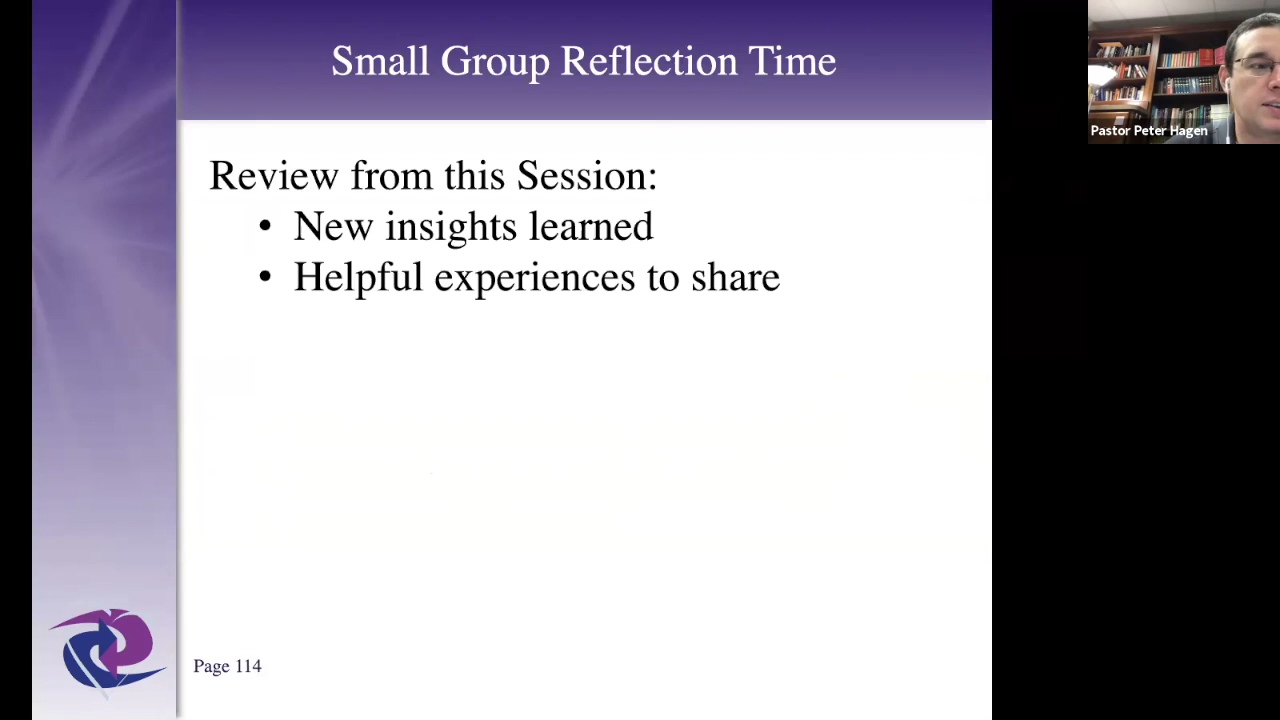 Small Group Reflection Time
Pastor Peter Hagen
Review from this Session:
• New insights learned
• Helpful experiences to share
Page 114